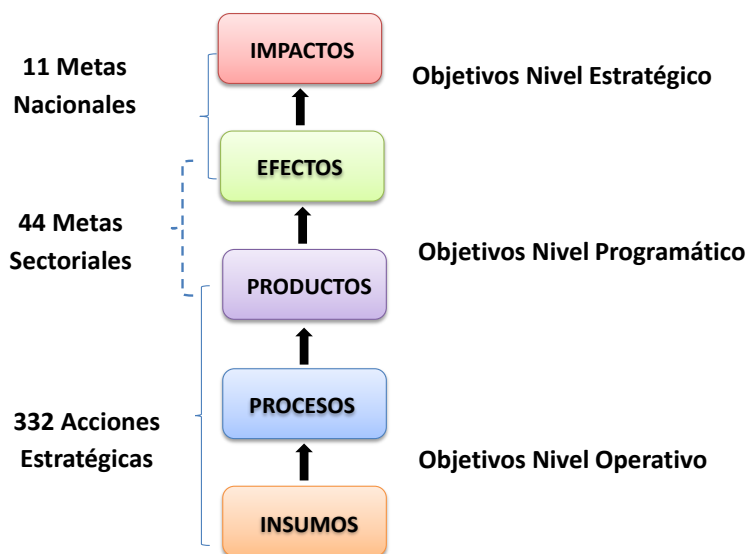 IMPACTOS
11 Metas
Nacionales
Objetivos Nivel Estratégico
EFECTOS
44 Metas
Sectoriales
Objetivos Nivel Programático
PRODUCTOS
PROCESOS
332 Acciones
Estratégicas
Objetivos Nivel Operativo
INSUMOS